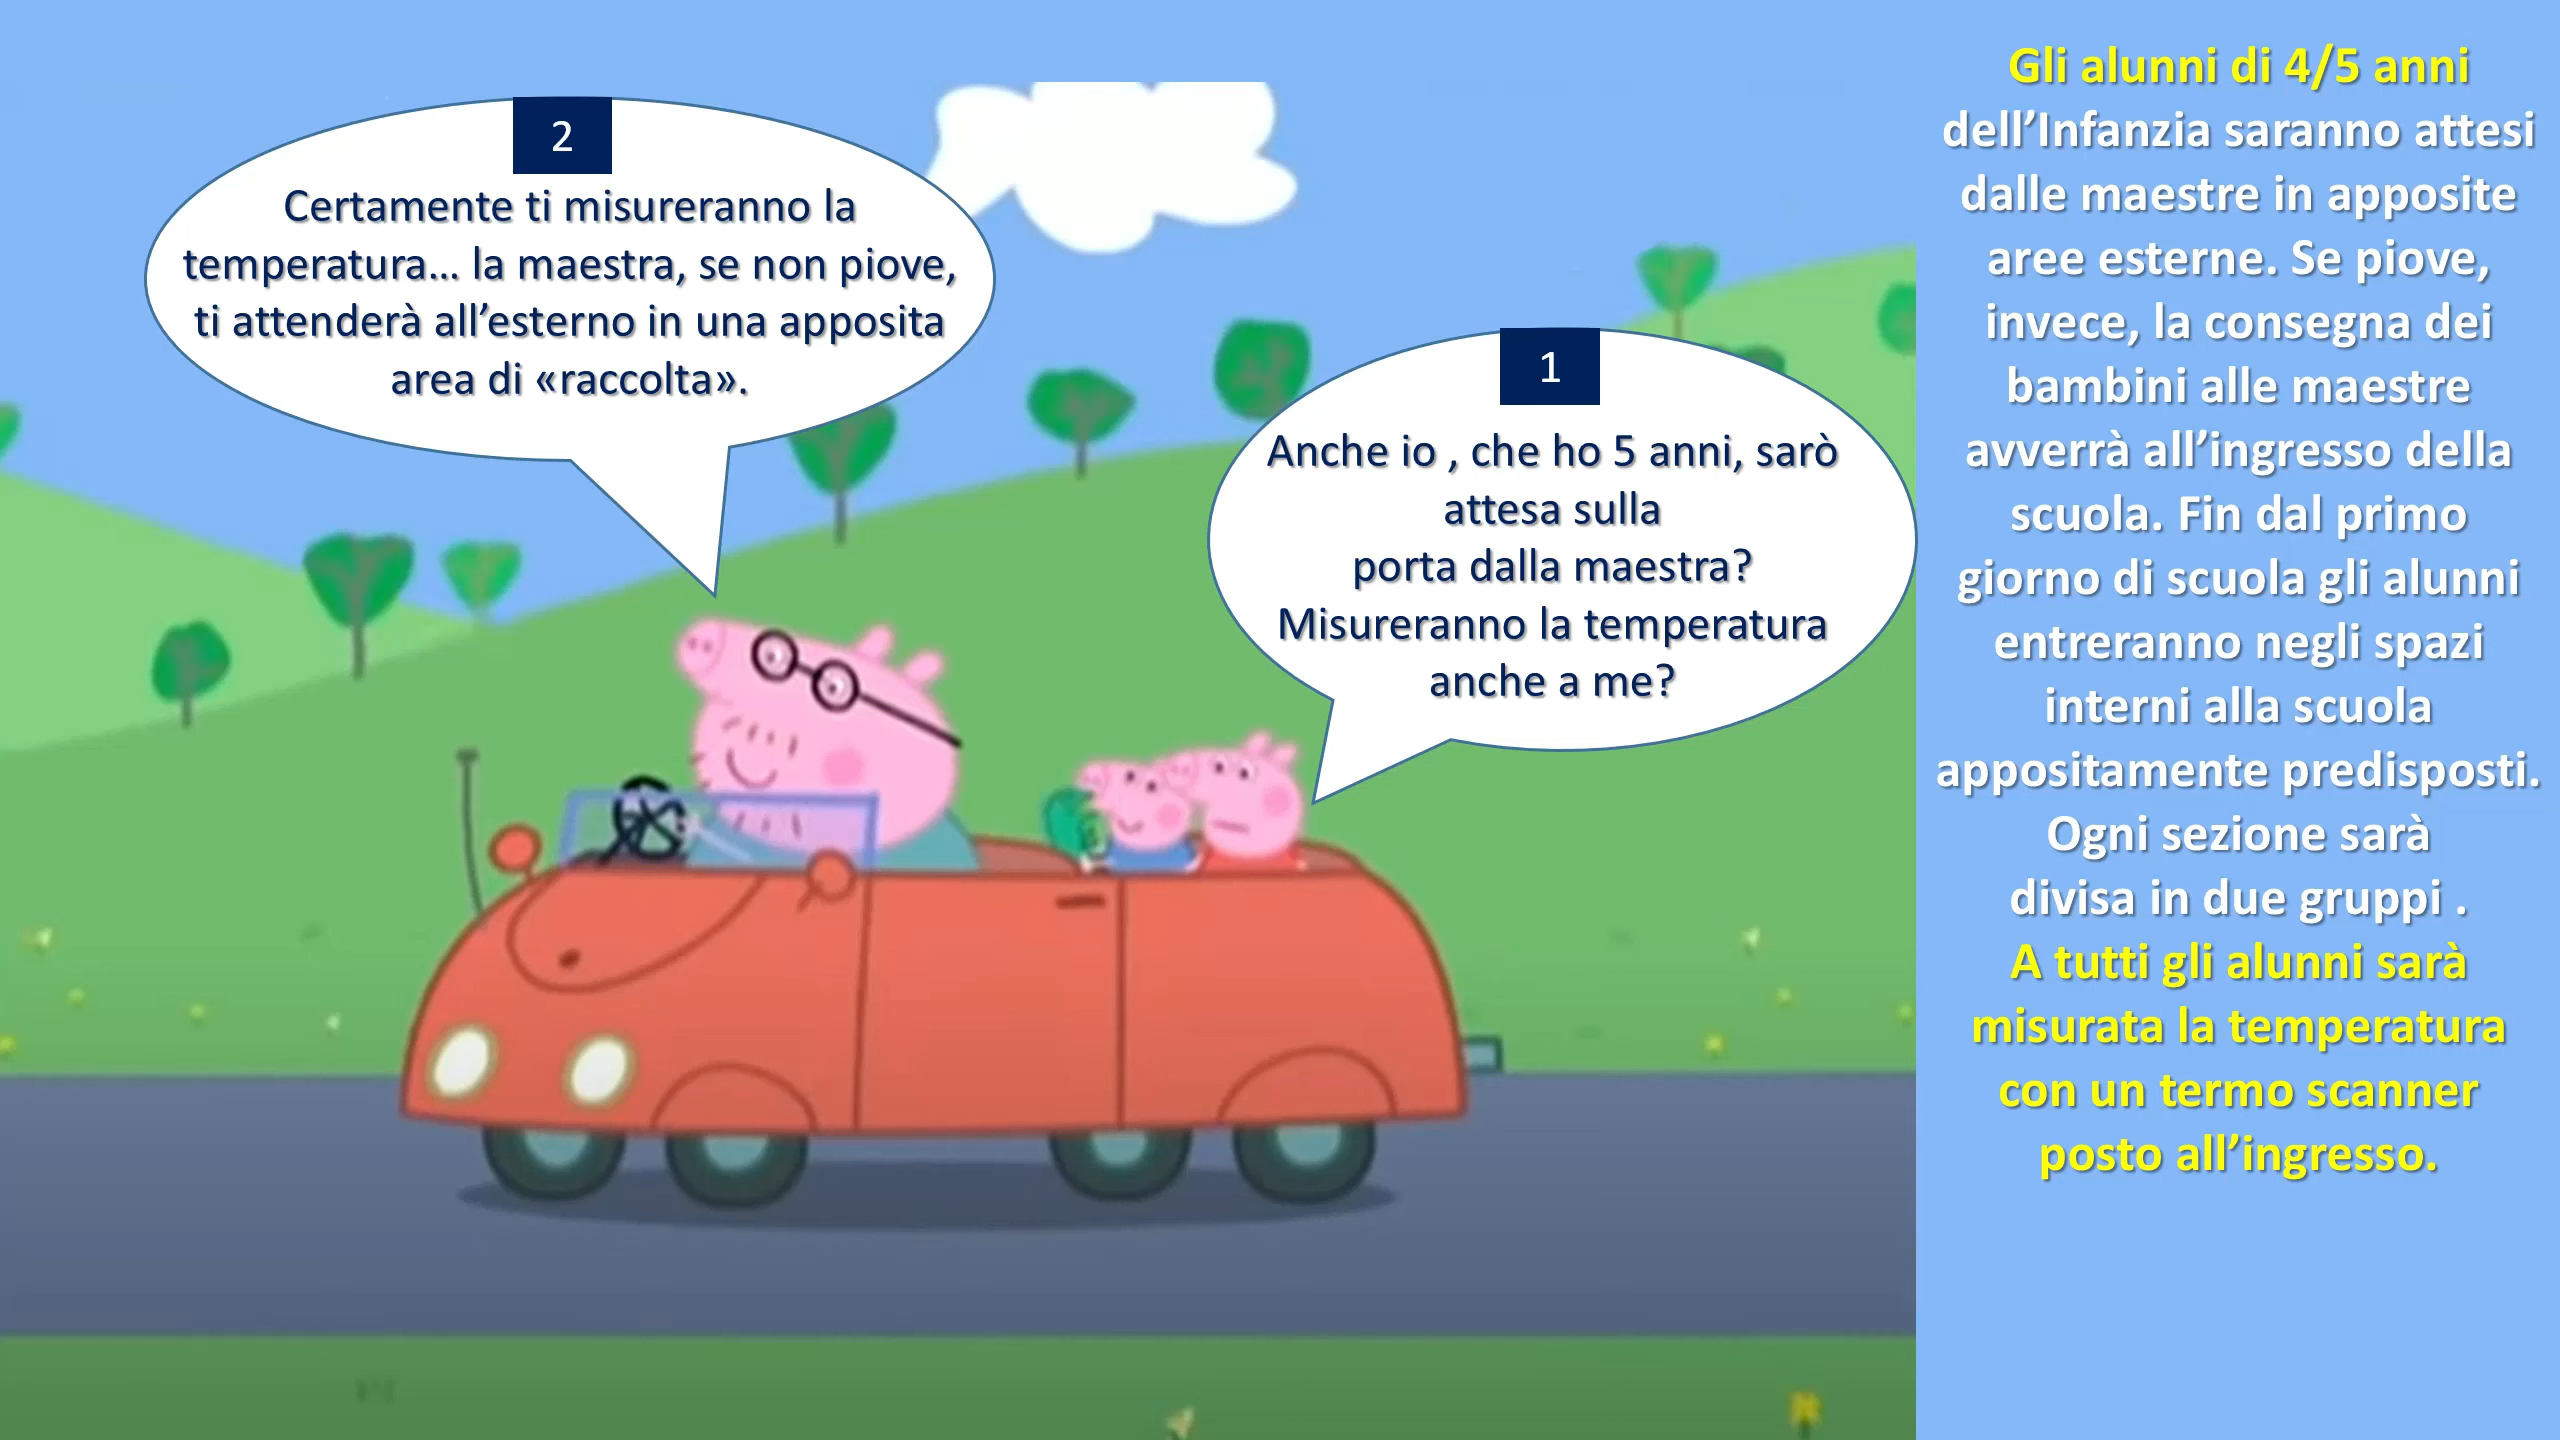 2
Certamente ti misureranno la
temperatura... la maestra, se non piove,
ti attenderà all’esterno in una apposita
area di «raccolta».
1
Anche io , che ho 5 anni, sarò
attesa sulla
porta dalla maestra?
Misureranno la temperatura
anche a me?
Gli alunni di 4/5 anni
dell’Infanzia saranno attesi
dalle maestre in apposite
aree esterne. Se piove,
invece, la consegna dei
bambini alle maestre
avverrà all’ingresso della
scuola. Fin dal primo
giorno di scuola gli alunni
entreranno negli spazi
interni alla scuola
appositamente predisposti.
Ogni sezione sarà
divisa in due gruppi .
A tutti gli alunni sarà
misurata la temperatura
con un termo scanner
posto all’ingresso.